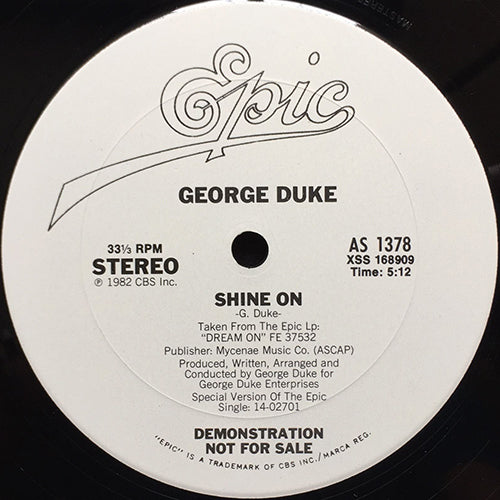 Epic
GEORGE DUKE
33⅓ RPM
STEREO
℗ 1982 CBS Inc.
AS 1378
XSS 168909
Time: 5:12
SHINE ON
-G. Duke-
Taken From The Epic Lp:
"DREAM ON" FE 37532
Publisher: Mycenae Music Co. (ASCAP)
Produced, Written, Arranged and
Conducted by George Duke for
George Duke Enterprises
Special Version Of The Epic
Single: 14-02701
DEMONSTRATION
NOT FOR SALE
"EPIC" IS A TRADEMARK OF CBS INC./MARCA REG.